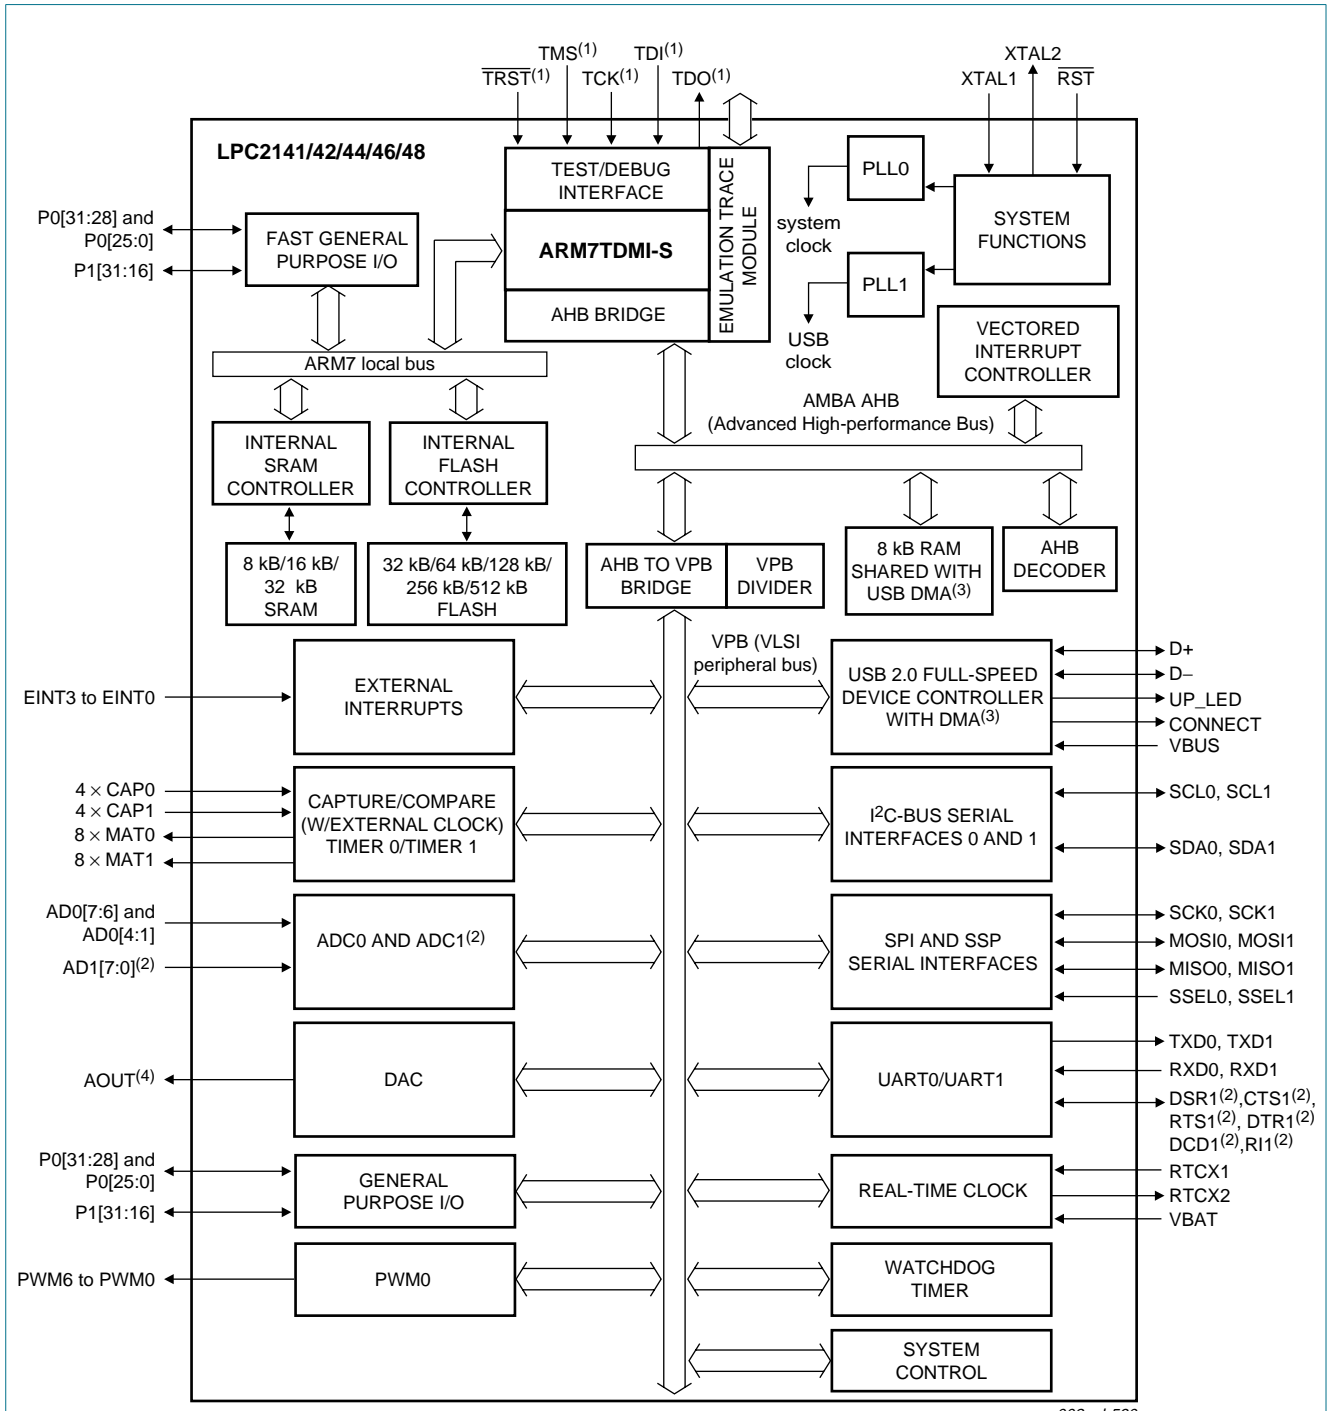 TMS(1)
TDI(1)
XTAL2
TRST(1)
TCK(1)
TDO(1)
XTAL1
RST
LPC2141/42/44/46/48
TEST/DEBUG
INTERFACE
ARM7TDMI-S
AHB BRIDGE
EMULATION TRACE
MODULE
PLL0
system
clock
PLL1
USB
clock
SYSTEM
FUNCTIONS
P0[31:28] and
P0[25:0]
P1[31:16]
FAST GENERAL
PURPOSE I/O
VECTORED
INTERRUPT
CONTROLLER
ARM7 local bus
AMBA AHB
(Advanced High-performance Bus)
INTERNAL
SRAM
CONTROLLER
INTERNAL
FLASH
CONTROLLER
8 kB/16 kB/
32 kB
SRAM
32 kB/64 kB/128 kB/
256 kB/512 kB
FLASH
AHB TO VPB
BRIDGE
VPB
DIVIDER
8 kB RAM
SHARED WITH
USB DMA(3)
AHB
DECODER
VPB (VLSI
peripheral bus)
EINT3 to EINT0
EXTERNAL
INTERRUPTS
USB 2.0 FULL-SPEED
DEVICE CONTROLLER
WITH DMA(3)
D+
D−
UP_LED
CONNECT
VBUS
4 × CAP0
4 × CAP1
8 × MAT0
8 × MAT1
CAPTURE/COMPARE
(W/EXTERNAL CLOCK)
TIMER 0/TIMER 1
I2C-BUS SERIAL
INTERFACES 0 AND 1
SCL0, SCL1
SDA0, SDA1
AD0[7:6] and
AD0[4:1]
AD1[7:0](2)
ADC0 AND ADC1(2)
SPI AND SSP
SERIAL INTERFACES
SCK0, SCK1
MOSI0, MOSI1
MISO0, MISO1
SSEL0, SSEL1
AOUT(4)
DAC
UART0/UART1
TXD0, TXD1
RXD0, RXD1
DSR1(2),CTS1(2),
RTS1(2), DTR1(2)
DCD1(2),RI1(2)
P0[31:28] and
P0[25:0]
P1[31:16]
GENERAL
PURPOSE I/O
REAL-TIME CLOCK
RTCX1
RTCX2
VBAT
PWM6 to PWM0
PWM0
WATCHDOG
TIMER
SYSTEM
CONTROL